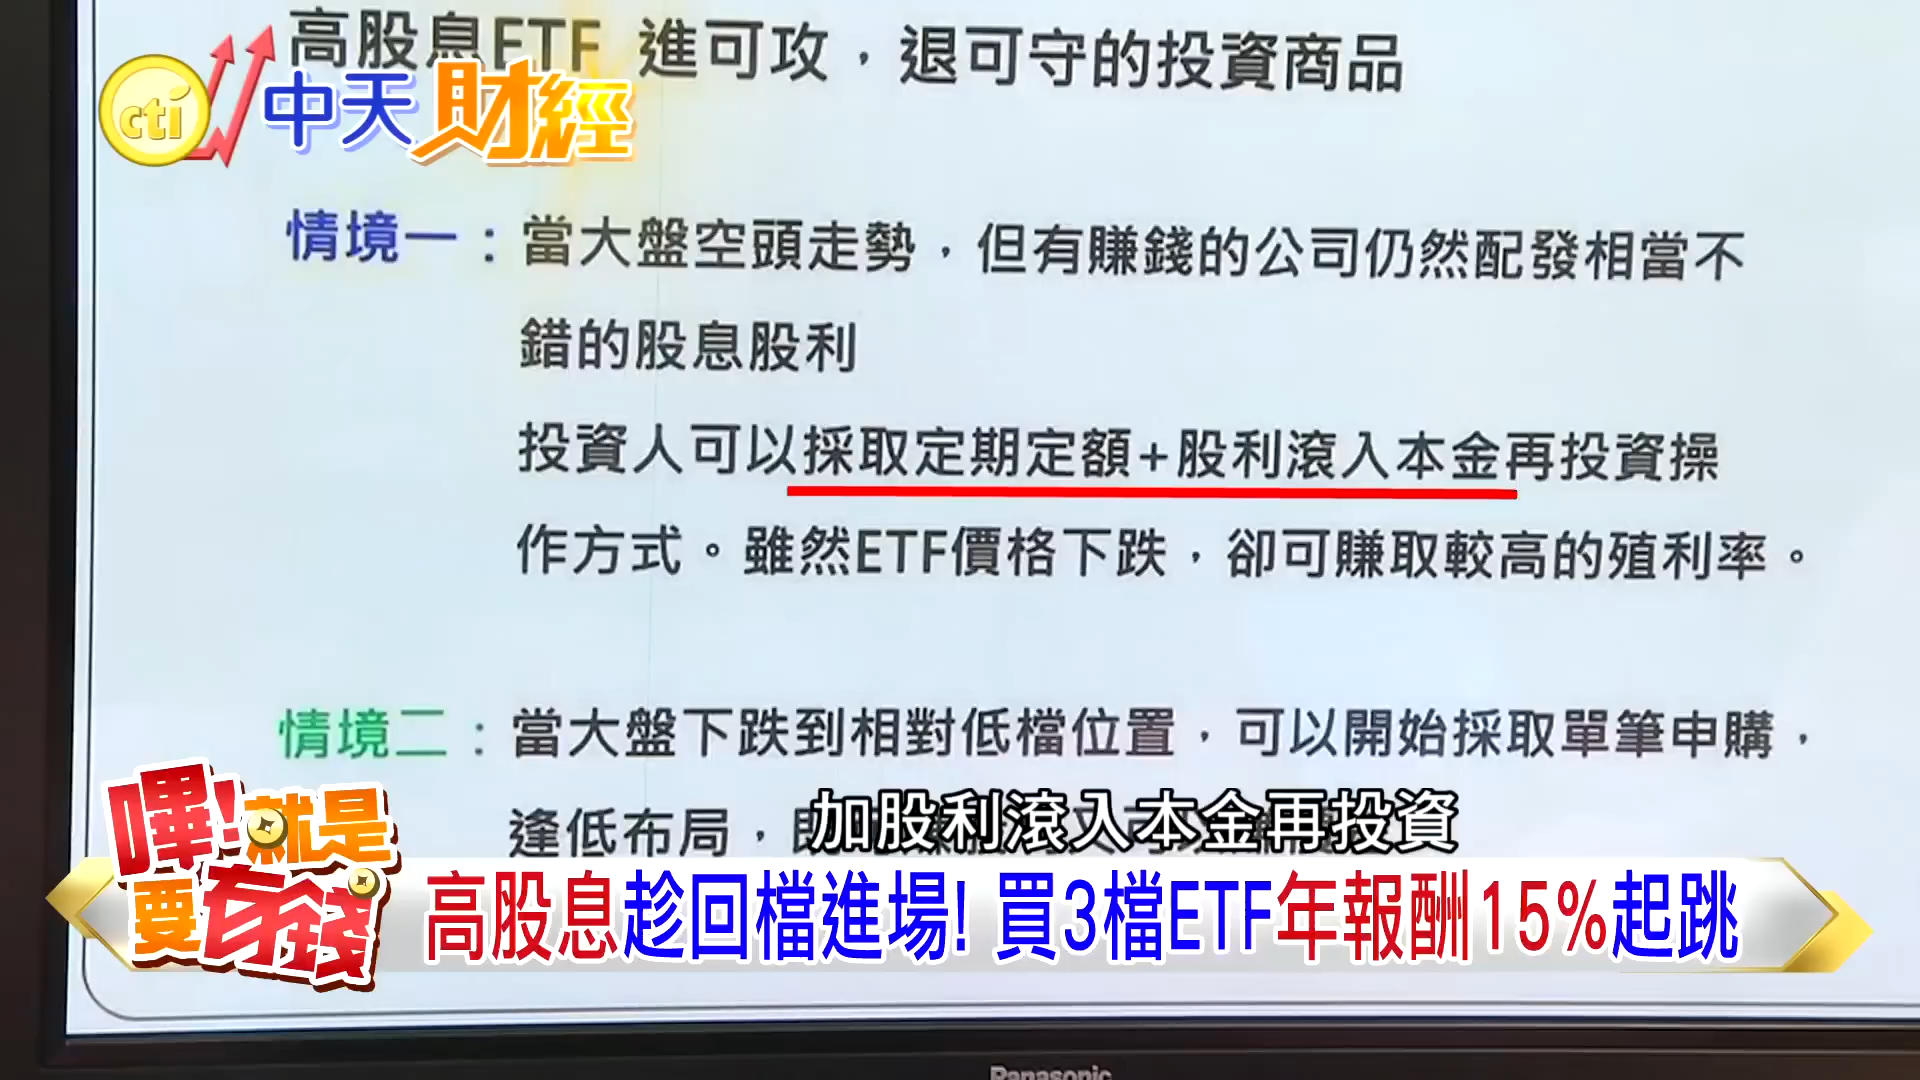 高股息ETF 進可攻，退可守的投資商品
cti 中天財經
情境一：當大盤空頭走勢，但有賺錢的公司仍然配發相當不
錯的股息股利
投資人可以採取定期定額+股利滾入本金再投資操
作方式。雖然ETF價格下跌，卻可賺取較高的殖利率。
情境二：當大盤下跌到相對低檔位置，可以開始採取單筆申購，
逢低布局，
加股利滾入本金再投資
嗶!就是
要有錢
高股息趁回檔進場! 買3檔ETF年報酬15%起跳
Panasonic